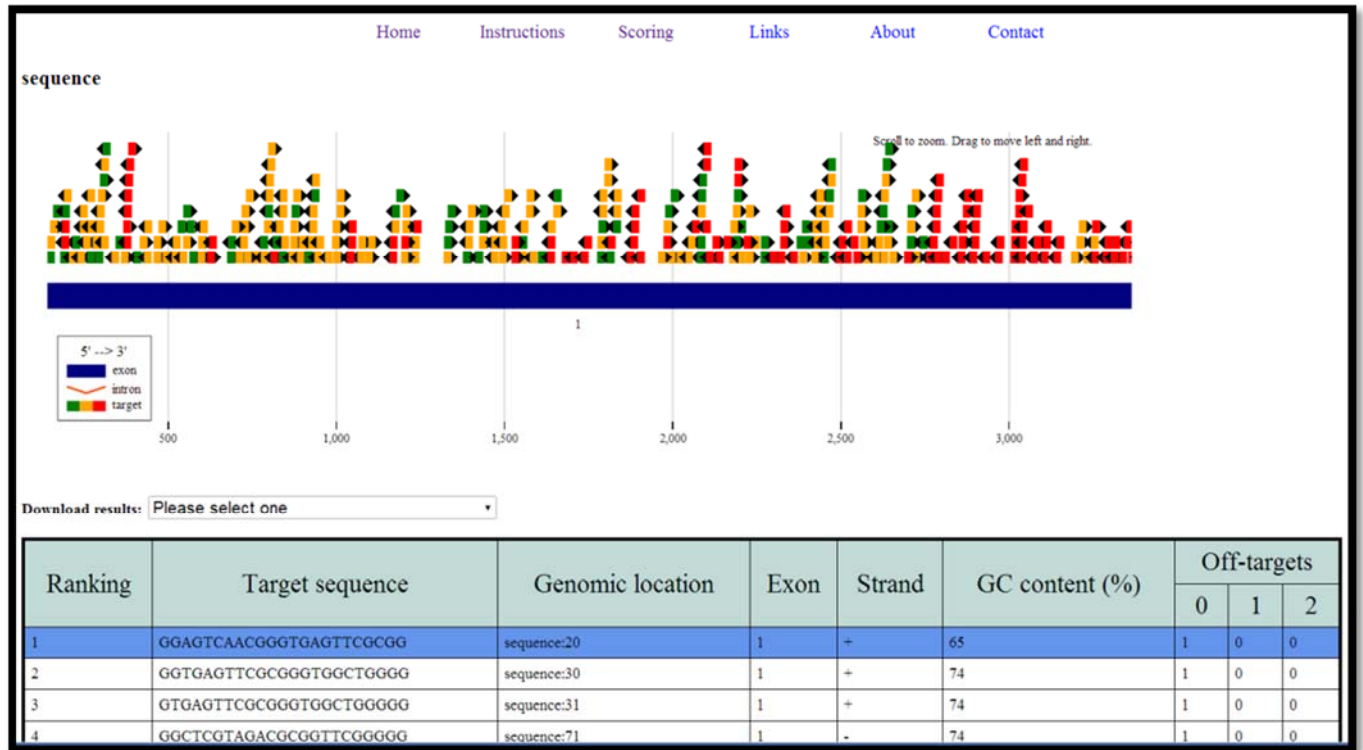 Home Instructions Scoring Links About Contact
sequence
Scroll to zoom. Drag to move left and right.
1
5' --> 3'
exon
intron
target
500 1,000 1,500 2,000 2,500 3,000
Download results: Please select one
Ranking Target sequence Genomic location Exon Strand GC content (%) Off-targets
0 1 2
1 GGAGTCAACGGGTGAGTTCGCGG sequence:20 1 + 65 1 0 0
2 GGTGAGTTCGCGGGTGGCTGGGG sequence:30 1 + 74 1 0 0
3 GTGAGTTCGCGGGTGGCTGGGGG sequence:31 1 + 74 1 0 0
4 GGCTCGTAGACGCGGTTCGGGGG sequence:71 1 - 74 1 0 0